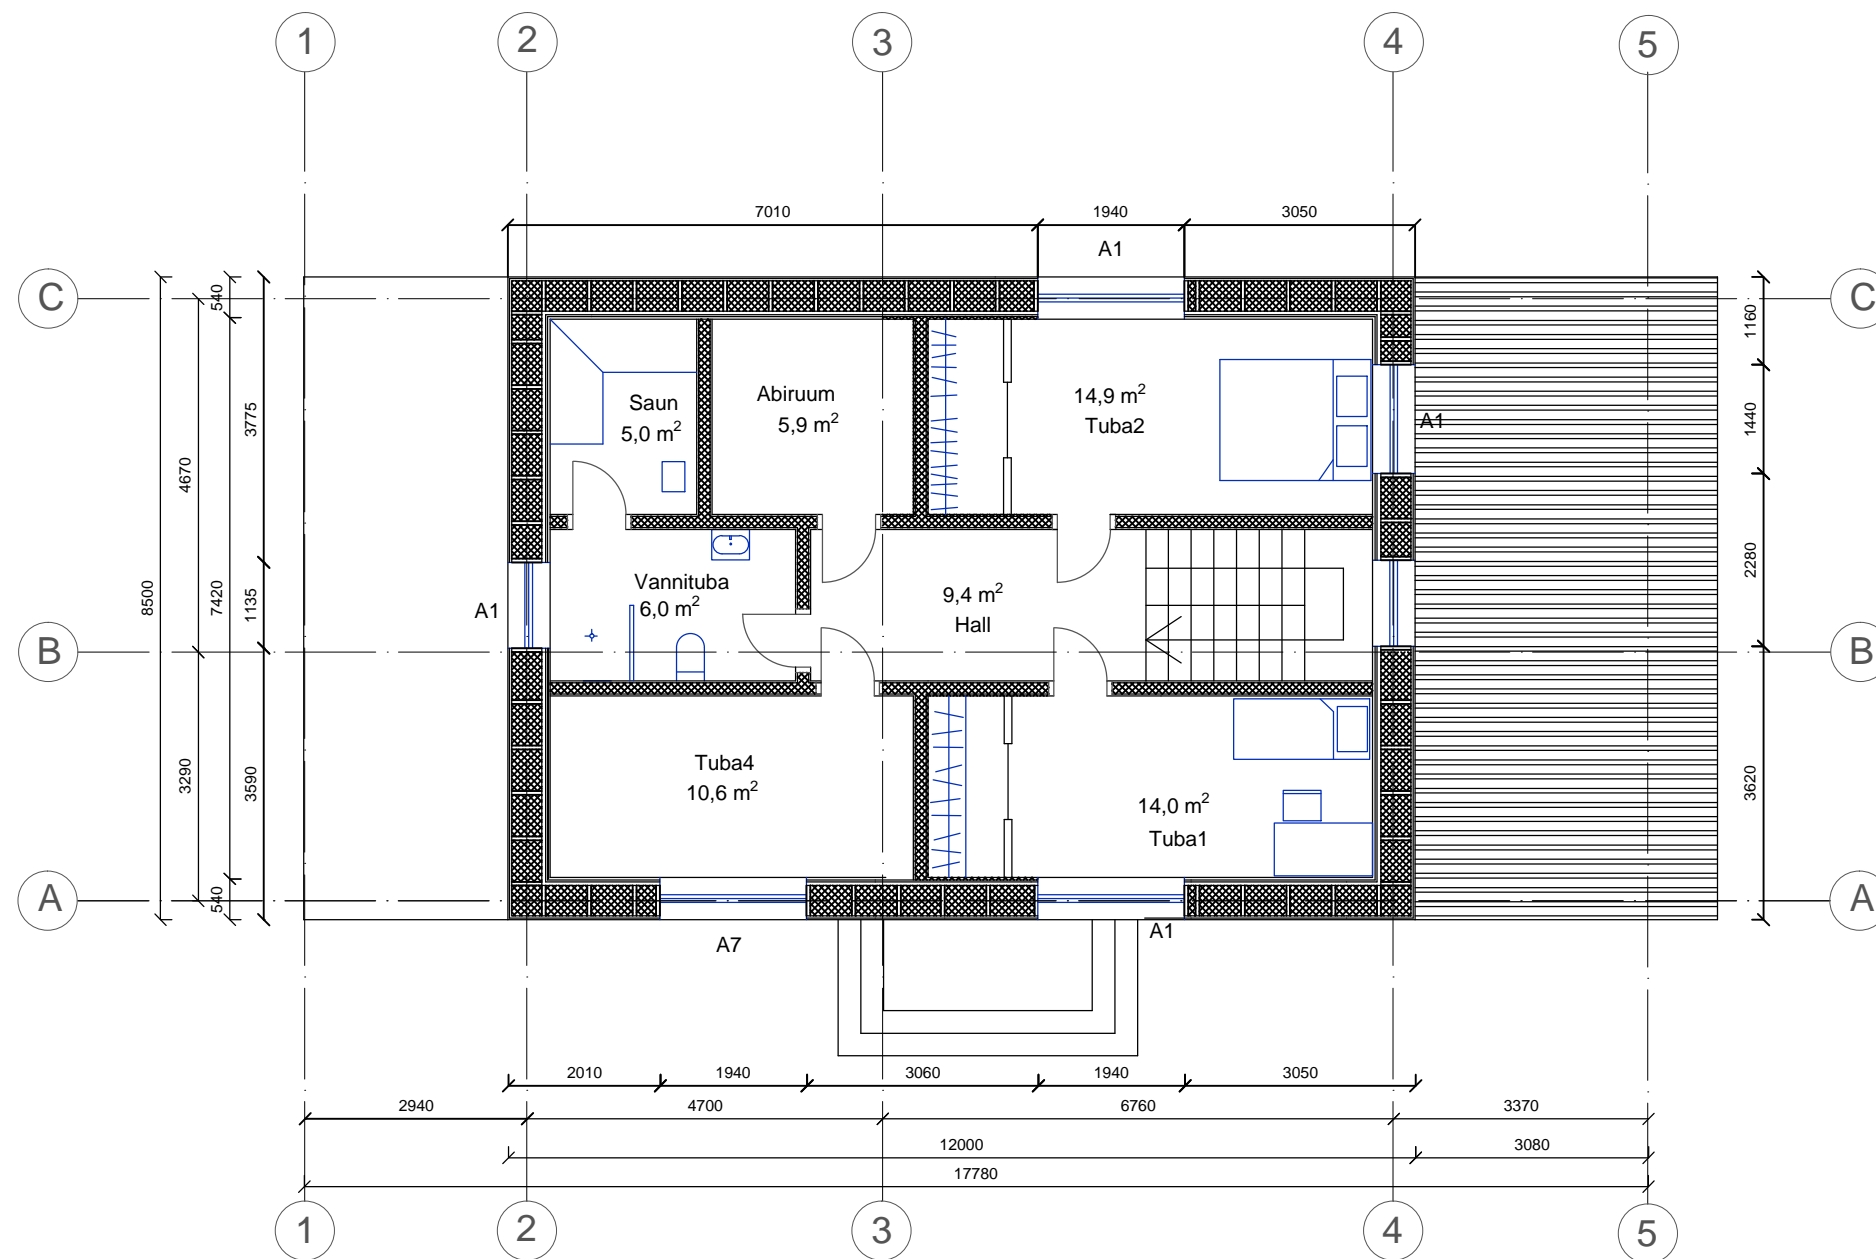 1
2
3
4
5
7010
1940
3050
A1
C
C
540
1160
3775
4670
Saun
5,0 m²
Abiruum
5,9 m²
14,9 m²
Tuba2
A1
1440
8500
7420
1135
A1
Vannituba
6,0 m²
9,4 m²
Hall
2280
B
B
3290
3590
Tuba4
10,6 m²
14,0 m²
Tuba1
3620
540
A
A
A7
A1
2010
1940
3060
1940
3050
2940
4700
6760
3370
12000
3080
17780
1
2
3
4
5